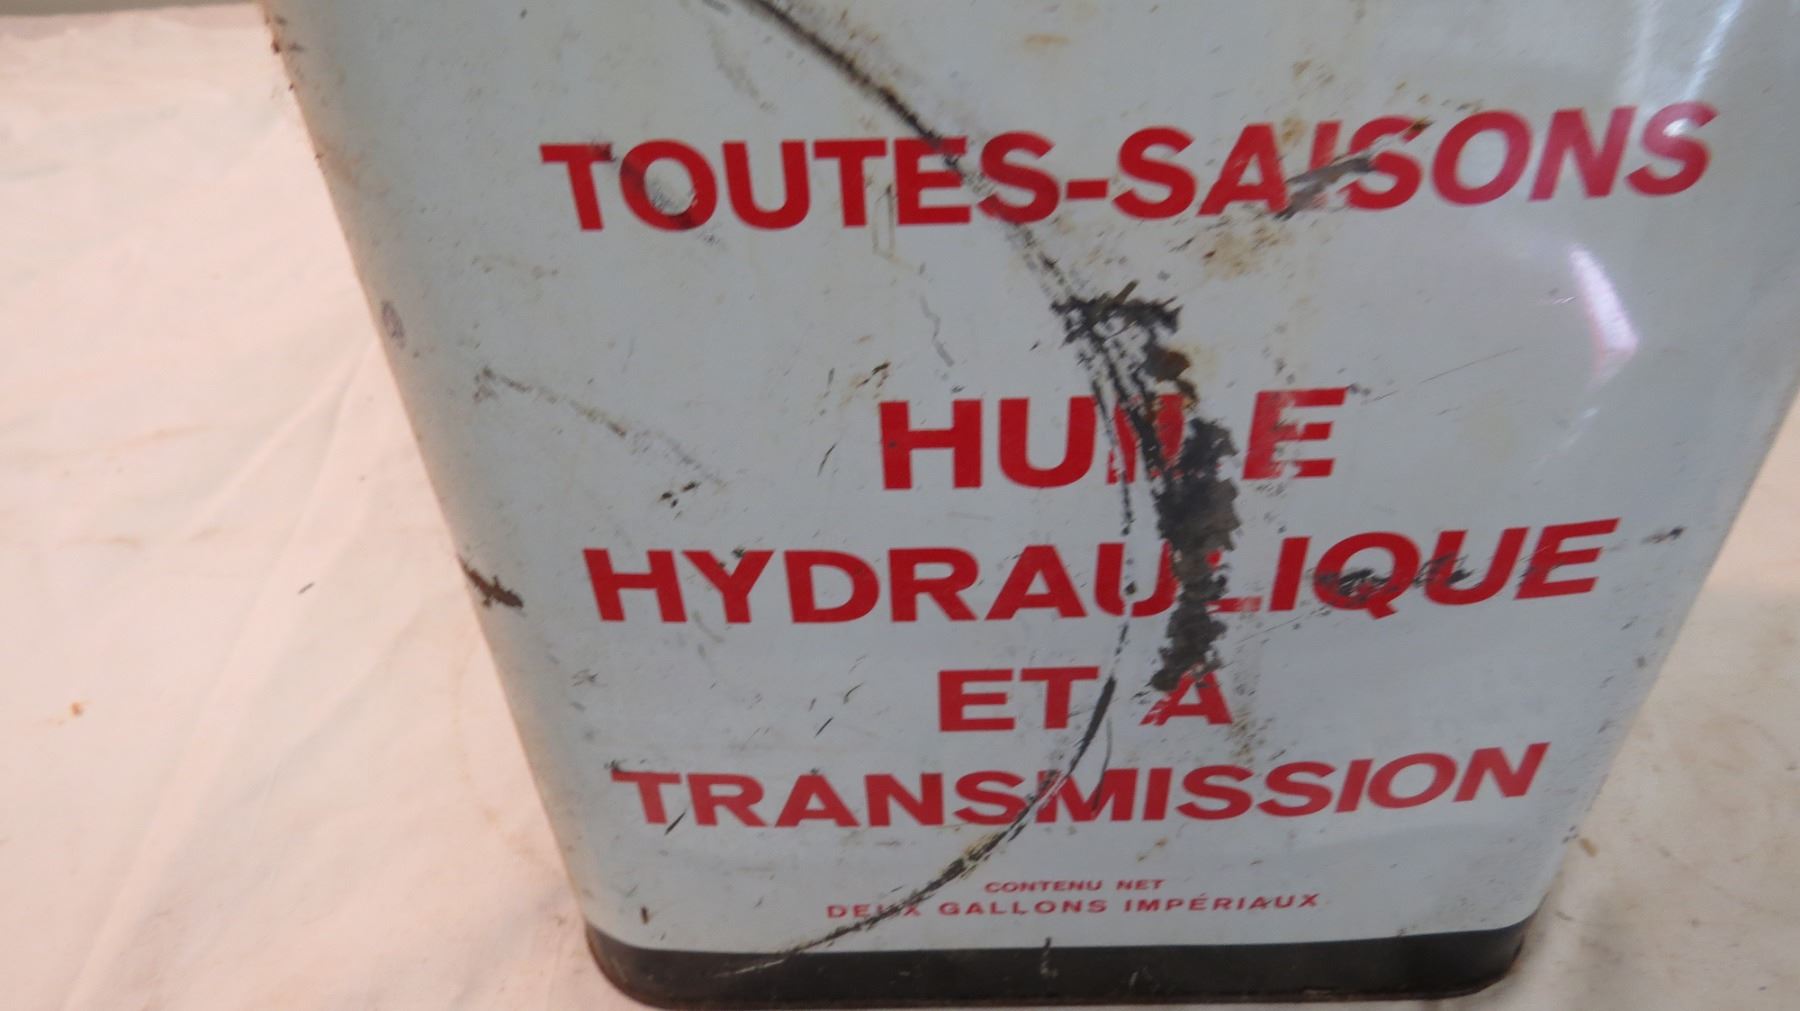 TOUTES-SAISONS
HUILE
HYDRAULIQUE
ET A
TRANSMISSION
CONTENU NET
DEUX GALLONS IMPÉRIAUX